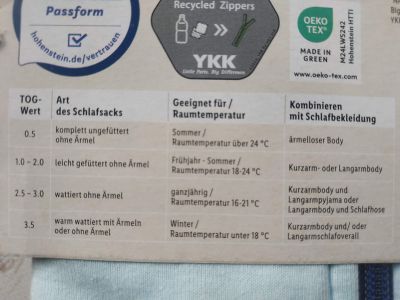 Passform
hohenstein.de/vertrauen
Recycled Zippers
YKK
Little Parts. Big Difference.
OEKO
TEX®
MADE IN
GREEN
M24LWS242
Hohenstein HTTI
www.oeko-tex.com
Big
YKK
TOG-
Wert
Art
des Schlafsacks
Geeignet für /
Raumtemperatur
Kombinieren
mit Schlafbekleidung
0.5
komplett ungefüttert
ohne Ärmel
Sommer /
Raumtemperatur über 24 °C
ärmelloser Body
1.0 – 2.0
leicht gefüttert ohne Ärmel
Frühjahr - Sommer /
Raumtemperatur 18-24 °C
Kurzarm- oder Langarmbody
2.5 – 3.0
wattiert ohne Ärmel
ganzjährig /
Raumtemperatur 16-21 °C
Kurzarmbody und
Langarmpyjama oder
Langarmbody und Schlafhose
3.5
warm wattiert mit Ärmeln
oder ohne Ärmel
Winter /
Raumtemperatur unter 18 °C
Kurzarmbody und/ oder
Langarmschlafoverall